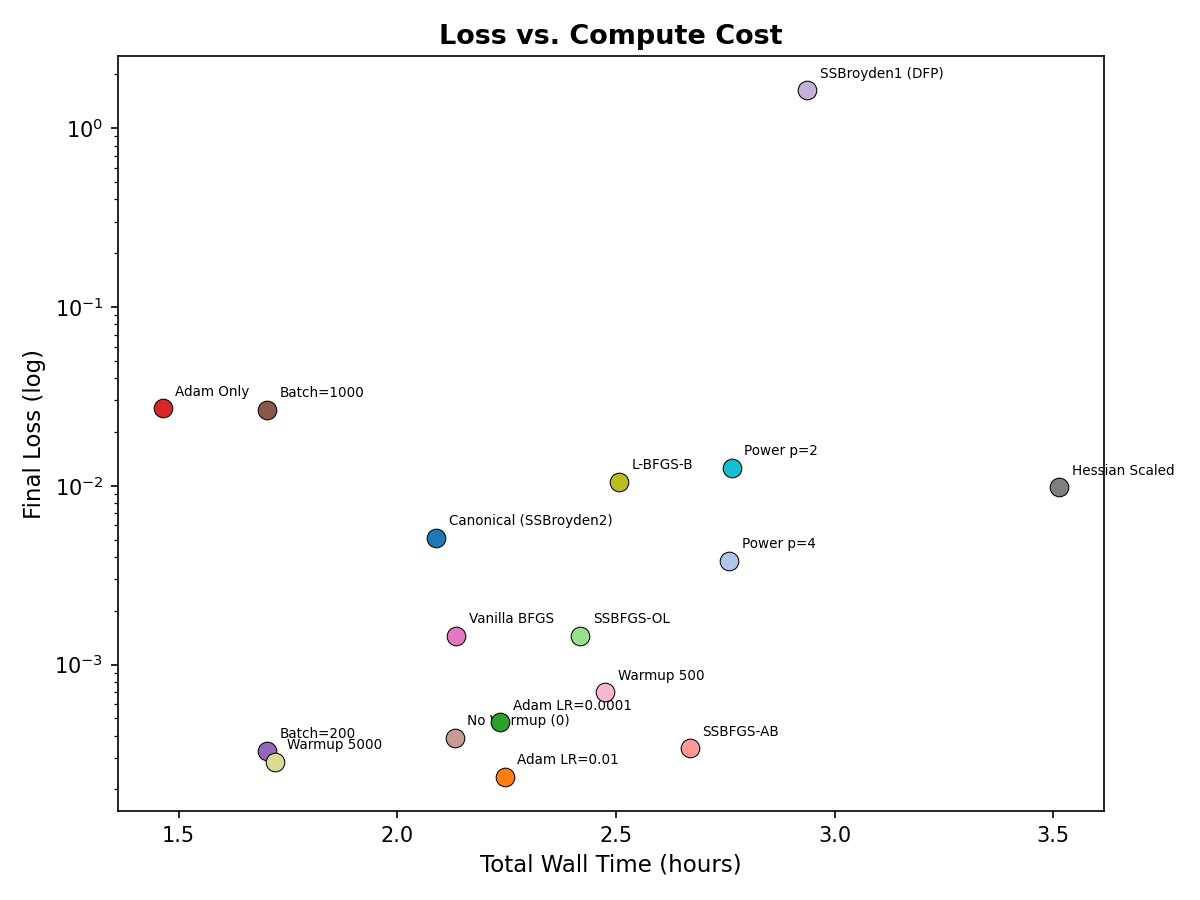 Loss vs. Compute Cost
SSBroyden1 (DFP)
10⁰
10⁻¹
Adam Only
Batch=1000
Power p=2
L-BFGS-B
Hessian Scaled
10⁻²
Canonical (SSBroyden2)
Power p=4
Vanilla BFGS
SSBFGS-OL
10⁻³
Warmup 500
Adam LR=0.0001
No Warmup (0)
Batch=200
SSBFGS-AB
Warmup 5000
Adam LR=0.01
Final Loss (log)
1.5 2.0 2.5 3.0 3.5
Total Wall Time (hours)